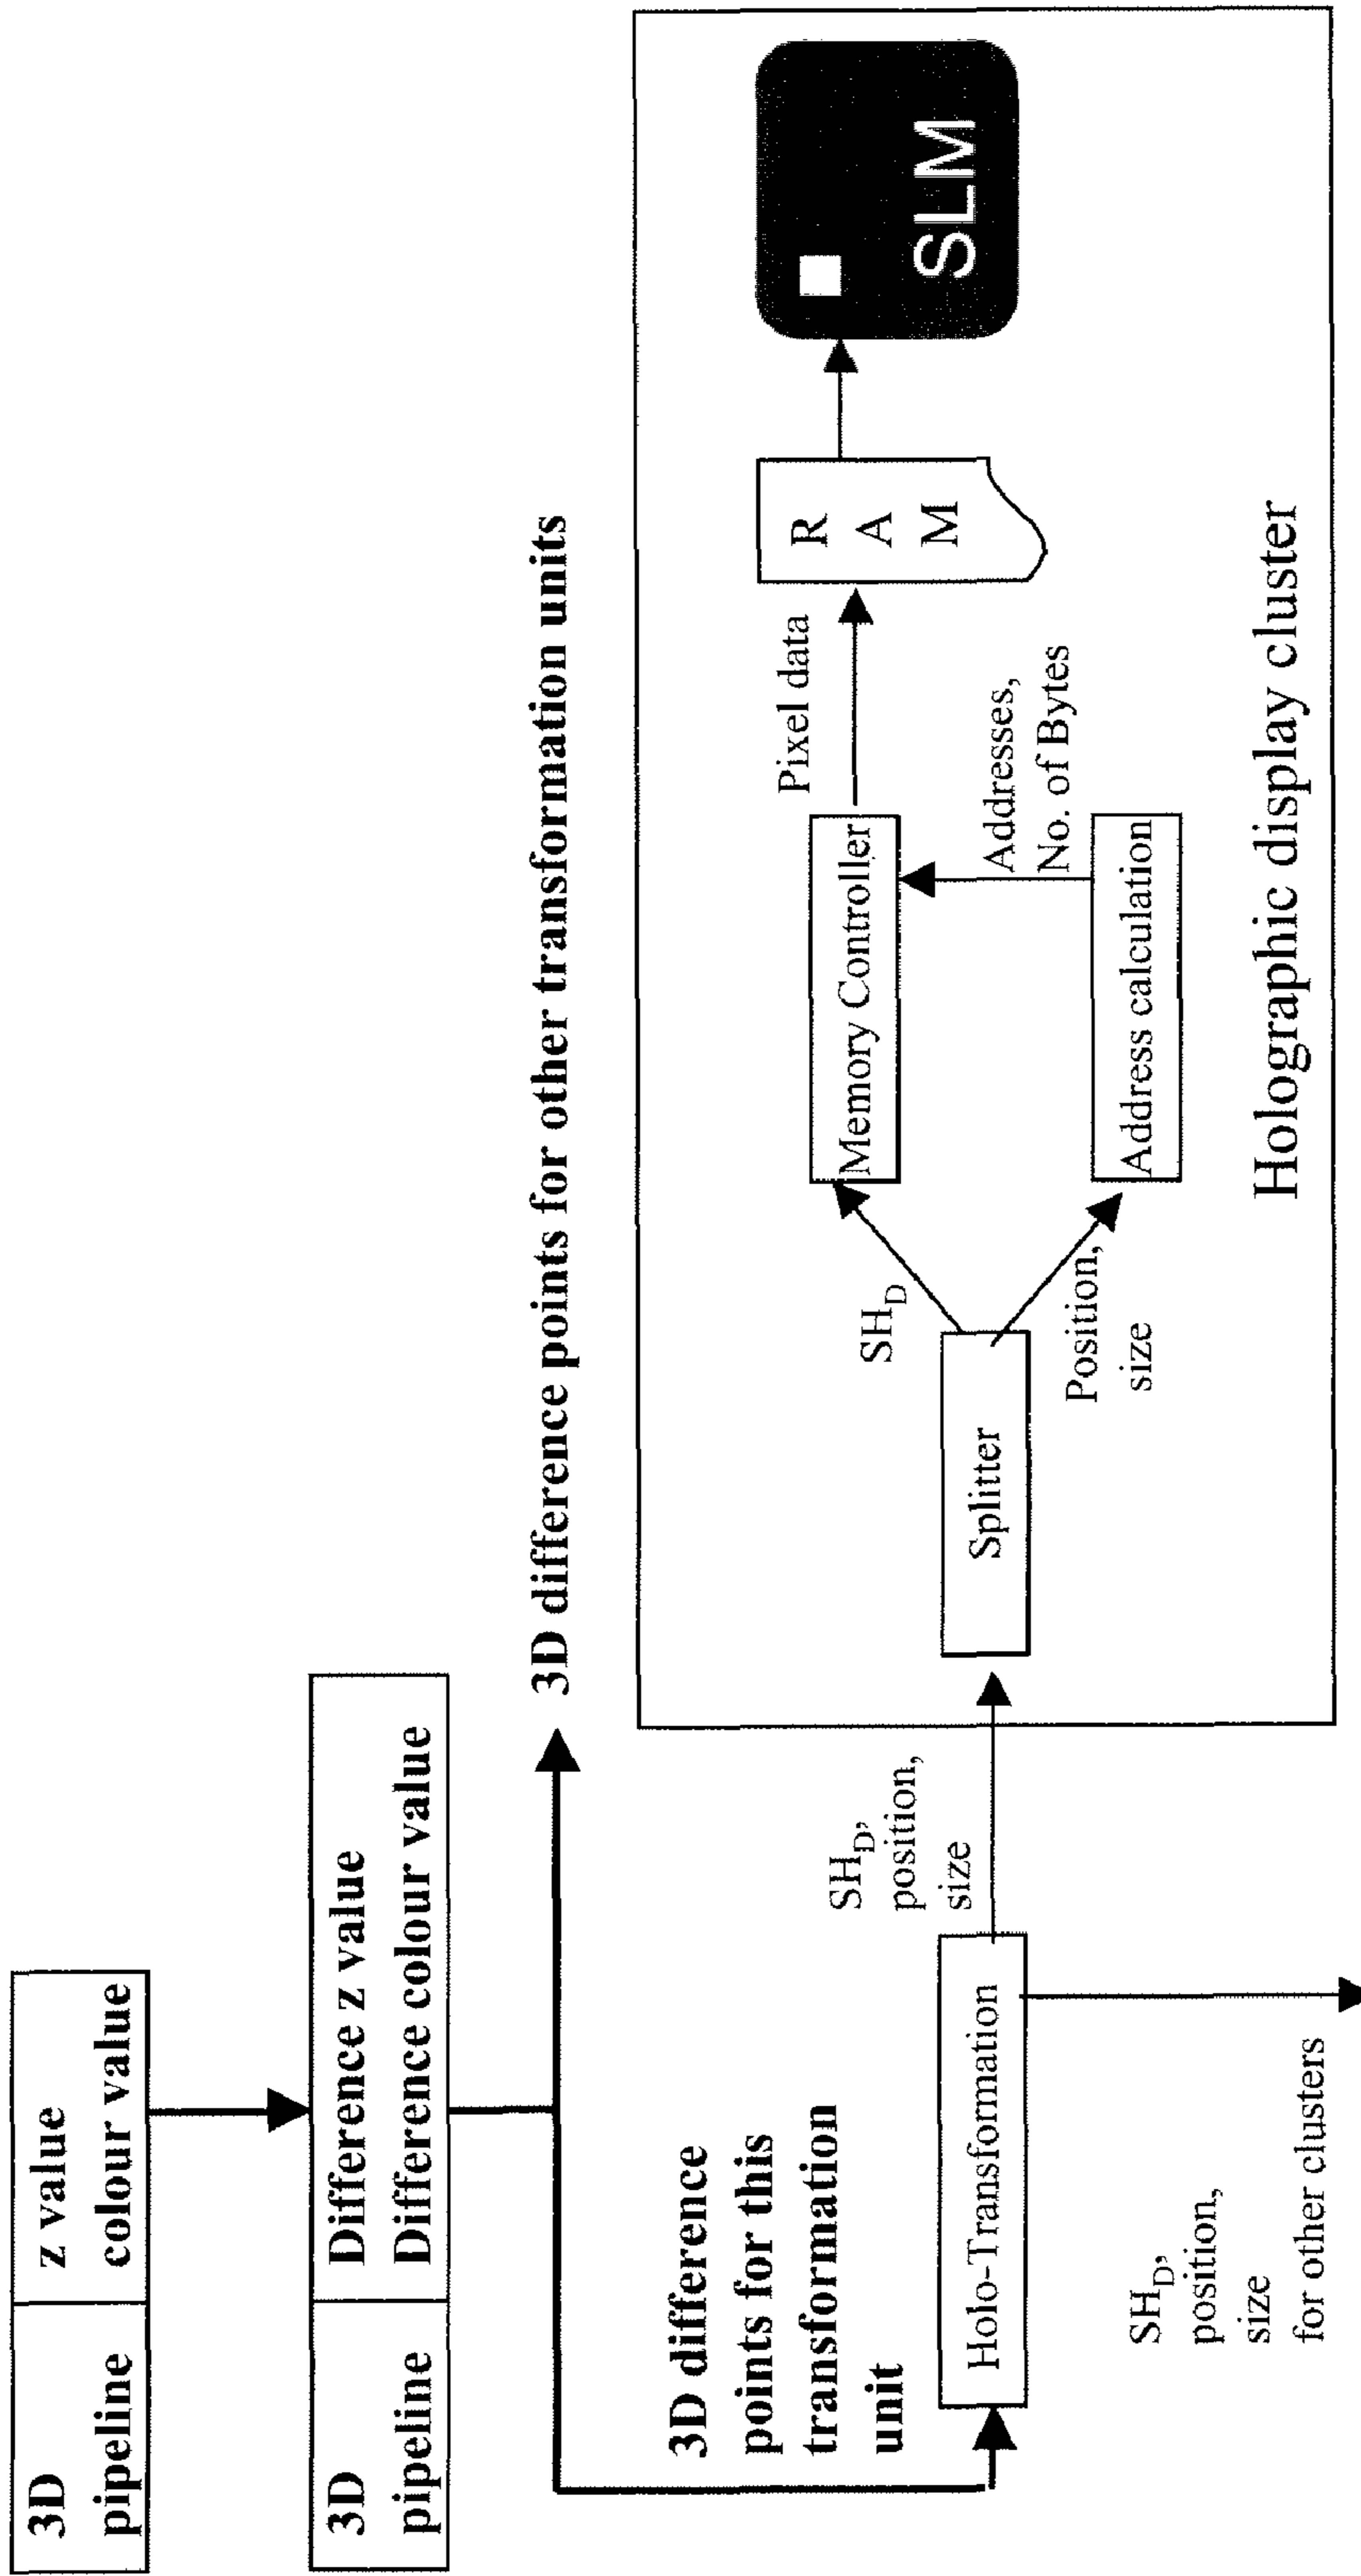 3D
pipeline
z value
colour value
3D
pipeline
Difference z value
Difference colour value
3D difference points for other transformation units
3D difference
points for this
transformation
unit
Holo-Transformation
SH_D,
position,
size
SH_D,
position,
size
for other clusters
Splitter
SH_D
Position,
size
Memory Controller
Address calculation
Addresses,
No. of Bytes
Pixel data
R
A
M
SLM
Holographic display cluster